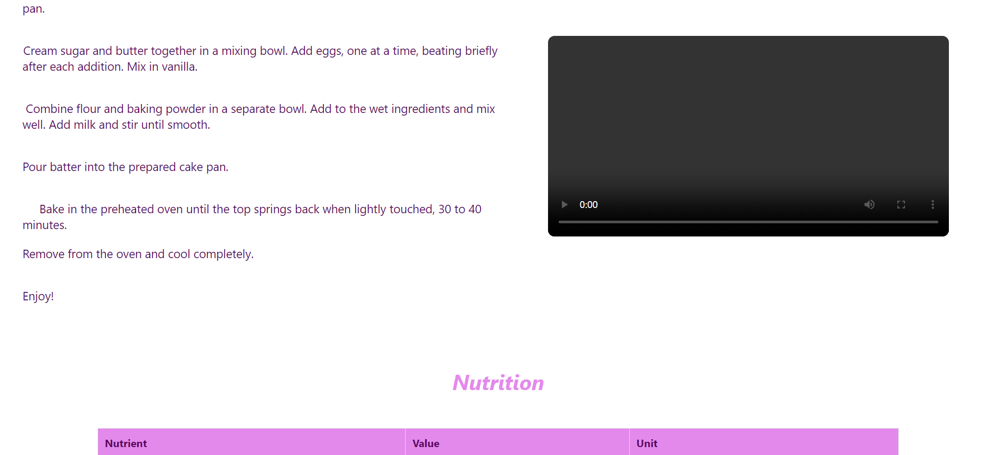 pan.
Cream sugar and butter together in a mixing bowl. Add eggs, one at a time, beating briefly
after each addition. Mix in vanilla.
Combine flour and baking powder in a separate bowl. Add to the wet ingredients and mix
well. Add milk and stir until smooth.
Pour batter into the prepared cake pan.
Bake in the preheated oven until the top springs back when lightly touched, 30 to 40
minutes.
Remove from the oven and cool completely.
Enjoy!
0:00
Nutrition
Nutrient Value Unit